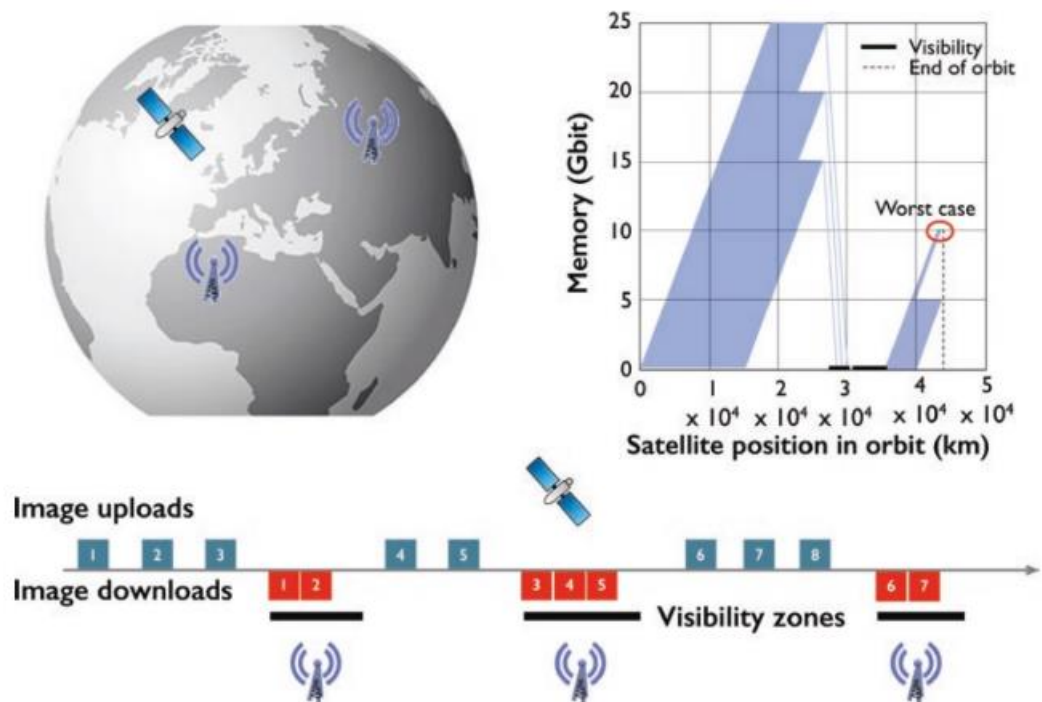 25
20
15
10
5
0
Memory (Gbit)
Visibility
End of orbit
Worst case
0 1 2 3 4 5
x 10⁴ x 10⁴ x 10⁴ x 10⁴ x 10⁴
Satellite position in orbit (km)
Image uploads
1 2 3 4 5 6 7 8
Image downloads
1 2 3 4 5 6 7
Visibility zones